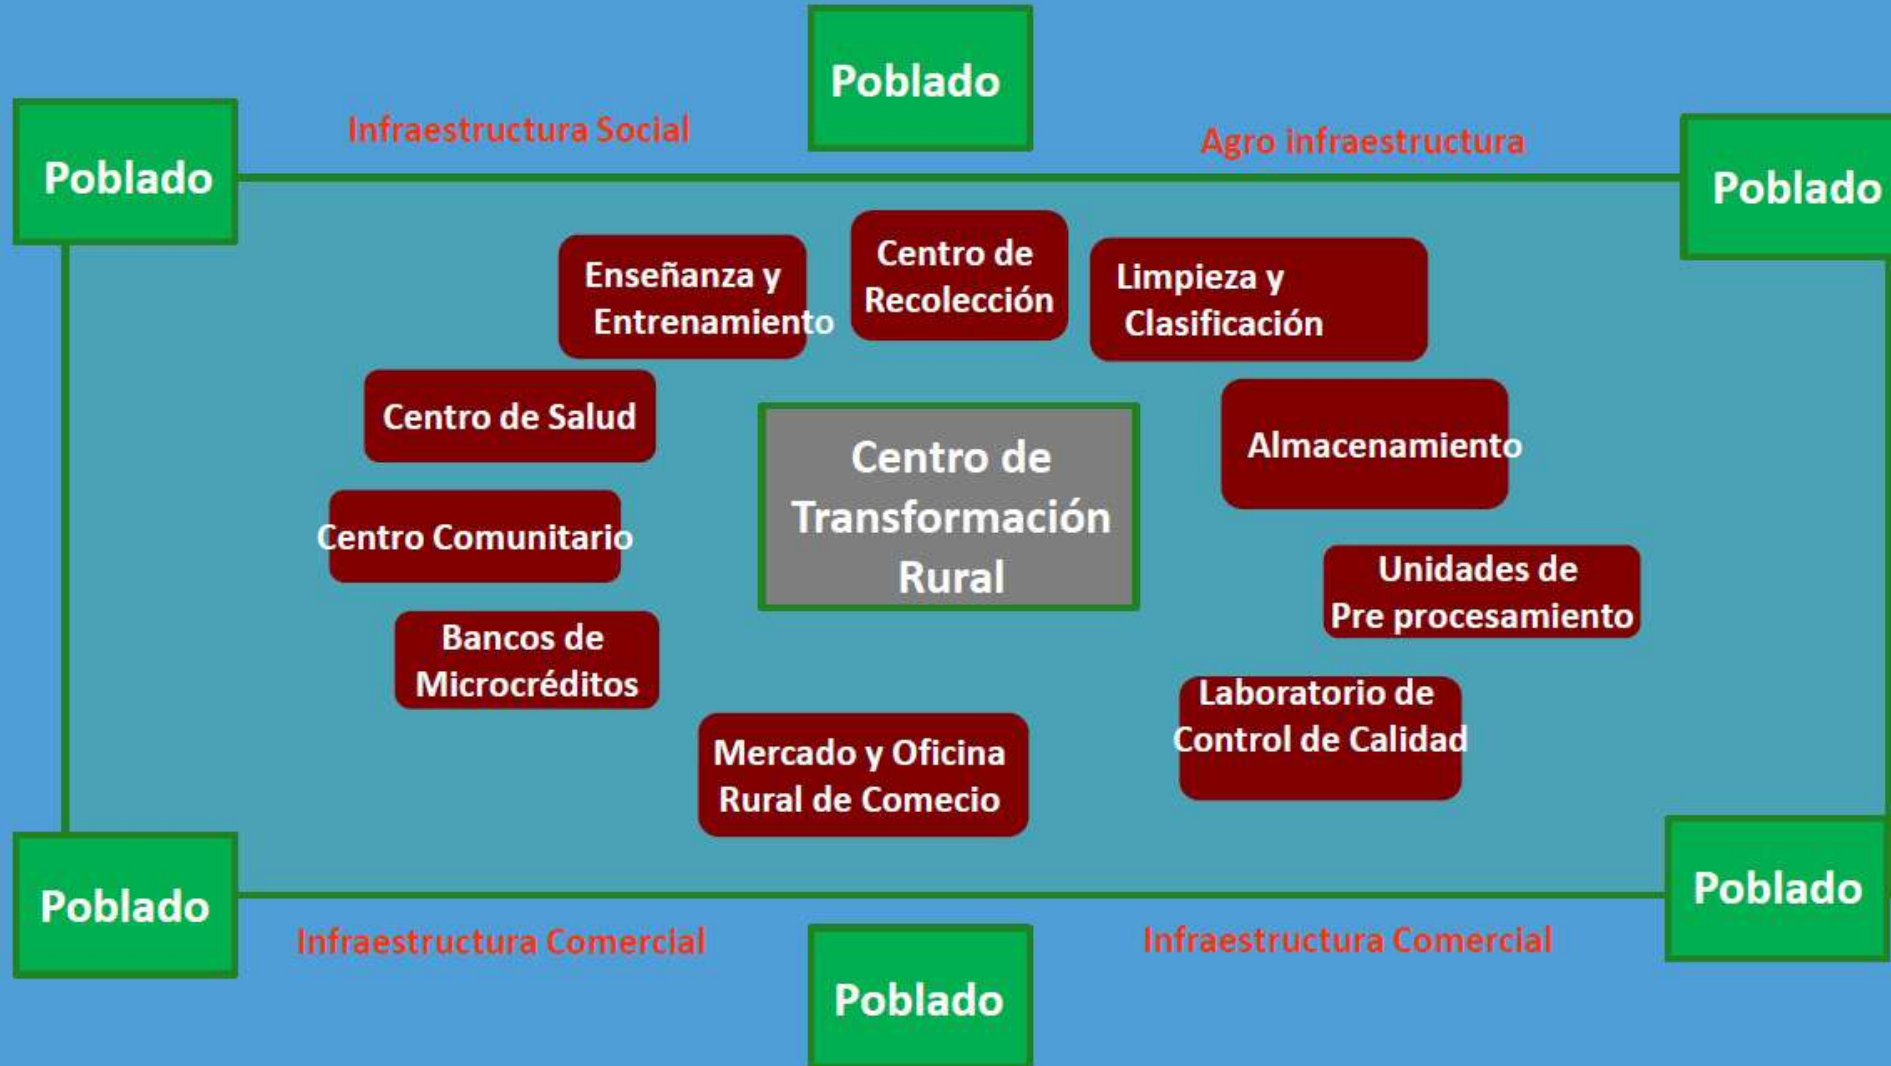 Poblado
Poblado
Poblado
Infraestructura Social
Agro infraestructura
Enseñanza y
Entrenamiento
Centro de
Recolección
Limpieza y
Clasificación
Centro de Salud
Almacenamiento
Centro de
Transformación
Rural
Centro Comunitario
Unidades de
Pre procesamiento
Bancos de
Microcréditos
Laboratorio de
Control de Calidad
Mercado y Oficina
Rural de Comecio
Poblado
Poblado
Infraestructura Comercial
Infraestructura Comercial
Poblado